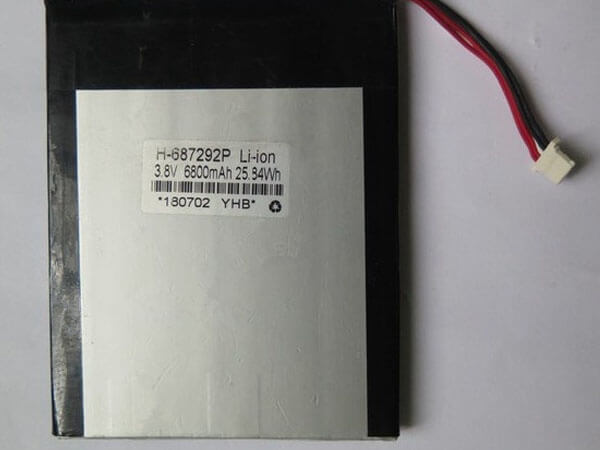 H-687292P Li-ion
3.8V 6800mAh 25.84Wh
*180702 YHB*